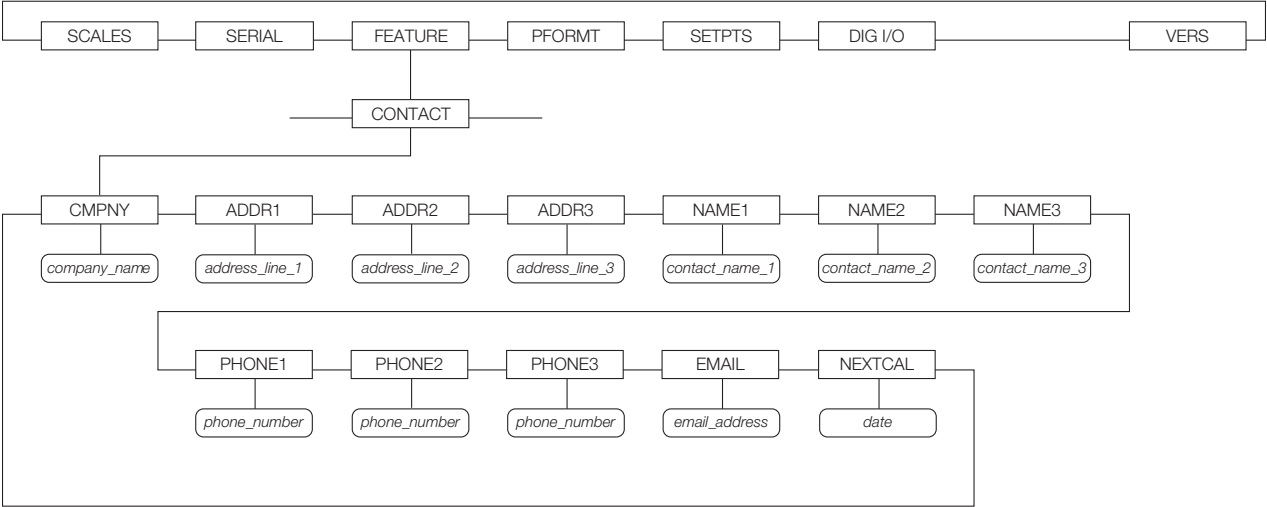 SCALES SERIAL FEATURE PFORMT SETPTS DIG I/O VERS
CONTACT
CMPNY ADDR1 ADDR2 ADDR3 NAME1 NAME2 NAME3
company_name address_line_1 address_line_2 address_line_3 contact_name_1 contact_name_2 contact_name_3
PHONE1 PHONE2 PHONE3 EMAIL NEXTCAL
phone_number phone_number phone_number email_address date